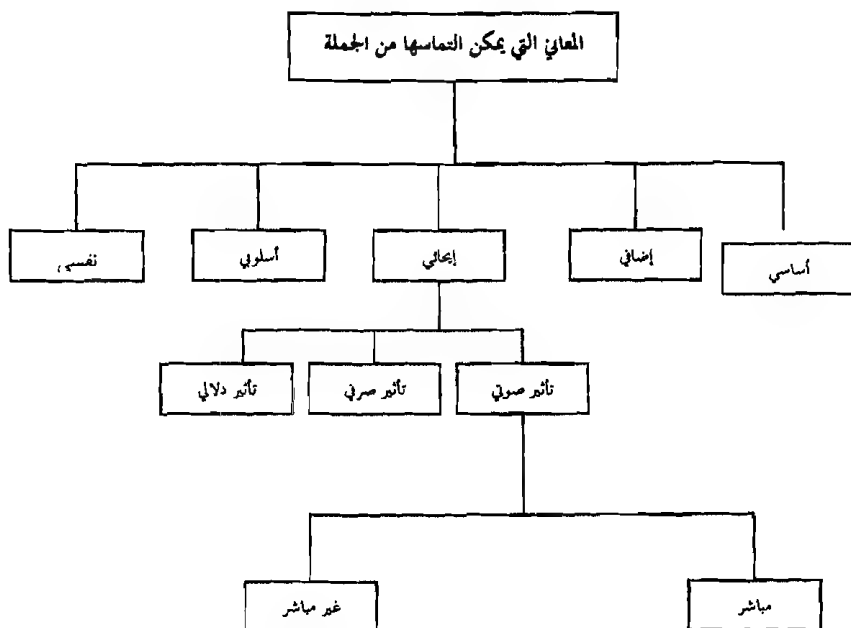 المعاني التي يمكن التماسها من الجملة
أساسي
إضافي
إيحائي
أسلوبي
نفسي
تأثير صوتي
تأثير صرفي
تأثير دلالي
مباشر
غير مباشر